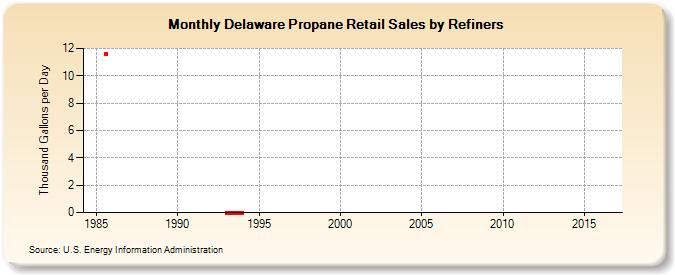 Monthly Delaware Propane Retail Sales by Refiners
Thousand Gallons per Day
12
10
8
6
4
2
0
1985 1990 1995 2000 2005 2010 2015
Source: U.S. Energy Information Administration